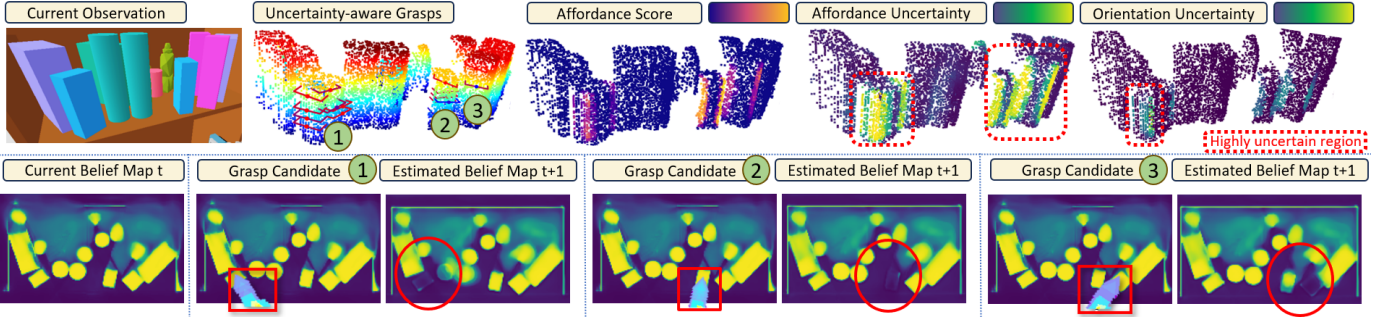 Current Observation
Uncertainty-aware Grasps
Affordance Score
Affordance Uncertainty
Orientation Uncertainty
1
2
3
Highly uncertain region
Current Belief Map t
Grasp Candidate 1
Estimated Belief Map t+1
Grasp Candidate 2
Estimated Belief Map t+1
Grasp Candidate 3
Estimated Belief Map t+1